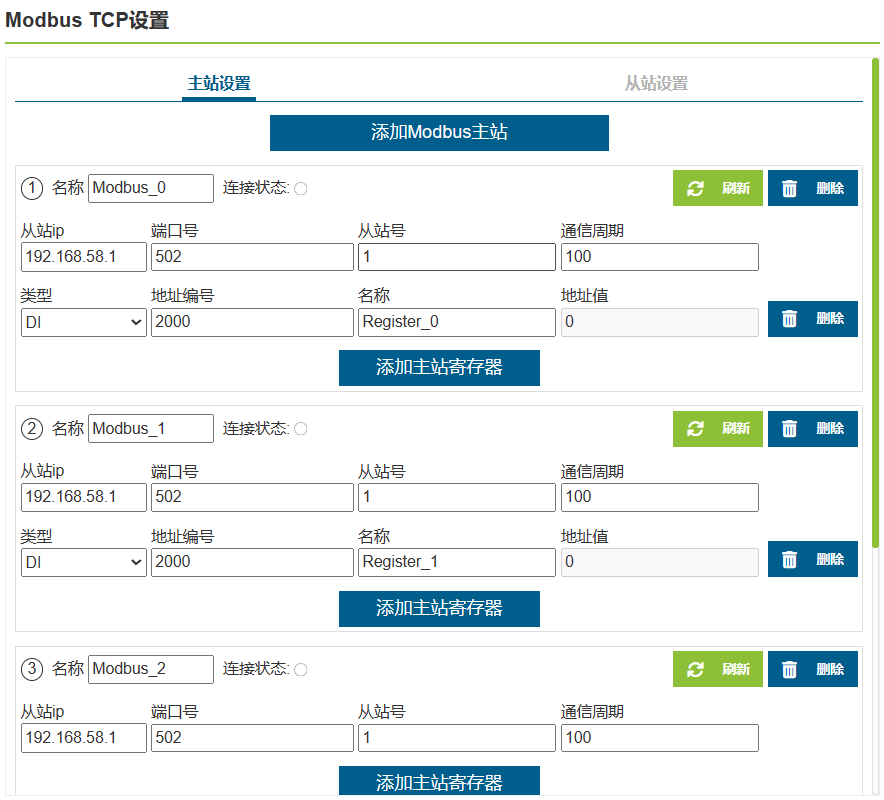 Modbus TCP设置
主站设置 从站设置
添加Modbus主站
1 名称 Modbus_0 连接状态: 刷新 删除
从站ip 端口号 从站号 通信周期
192.168.58.1 502 1 100
类型 地址编号 名称 地址值
DI 2000 Register_0 0 删除
添加主站寄存器
2 名称 Modbus_1 连接状态: 刷新 删除
从站ip 端口号 从站号 通信周期
192.168.58.1 502 1 100
类型 地址编号 名称 地址值
DI 2000 Register_1 0 删除
添加主站寄存器
3 名称 Modbus_2 连接状态: 刷新 删除
从站ip 端口号 从站号 通信周期
192.168.58.1 502 1 100
添加主站寄存器